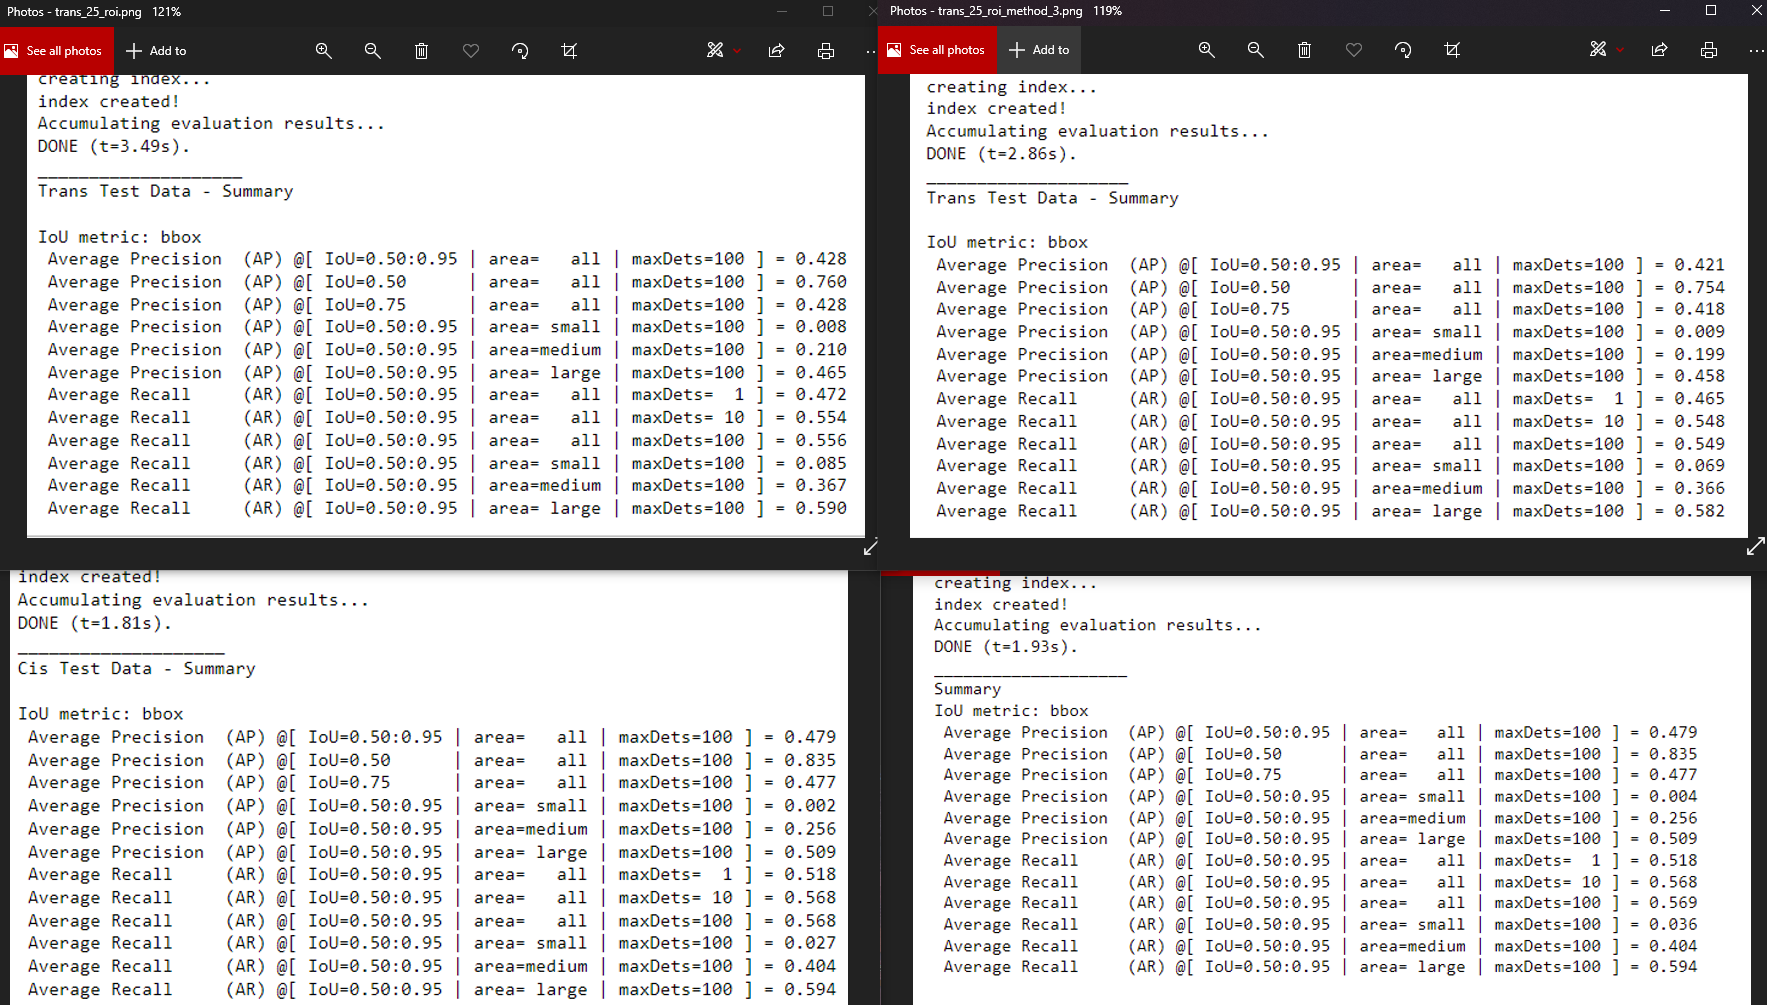 Photos - trans_25_roi.png 121%
See all photos + Add to
creating index...
index created!
Accumulating evaluation results...
DONE (t=3.49s).
____________________
Trans Test Data - Summary
IoU metric: bbox
Average Precision (AP) @[ IoU=0.50:0.95 | area= all | maxDets=100 ] = 0.428
Average Precision (AP) @[ IoU=0.50 | area= all | maxDets=100 ] = 0.760
Average Precision (AP) @[ IoU=0.75 | area= all | maxDets=100 ] = 0.428
Average Precision (AP) @[ IoU=0.50:0.95 | area= small | maxDets=100 ] = 0.008
Average Precision (AP) @[ IoU=0.50:0.95 | area=medium | maxDets=100 ] = 0.210
Average Precision (AP) @[ IoU=0.50:0.95 | area= large | maxDets=100 ] = 0.465
Average Recall (AR) @[ IoU=0.50:0.95 | area= all | maxDets= 1 ] = 0.472
Average Recall (AR) @[ IoU=0.50:0.95 | area= all | maxDets= 10 ] = 0.554
Average Recall (AR) @[ IoU=0.50:0.95 | area= all | maxDets=100 ] = 0.556
Average Recall (AR) @[ IoU=0.50:0.95 | area= small | maxDets=100 ] = 0.085
Average Recall (AR) @[ IoU=0.50:0.95 | area=medium | maxDets=100 ] = 0.367
Average Recall (AR) @[ IoU=0.50:0.95 | area= large | maxDets=100 ] = 0.590
Photos - trans_25_roi_method_3.png 119%
See all photos + Add to
creating index...
index created!
Accumulating evaluation results...
DONE (t=2.86s).
____________________
Trans Test Data - Summary
IoU metric: bbox
Average Precision (AP) @[ IoU=0.50:0.95 | area= all | maxDets=100 ] = 0.421
Average Precision (AP) @[ IoU=0.50 | area= all | maxDets=100 ] = 0.754
Average Precision (AP) @[ IoU=0.75 | area= all | maxDets=100 ] = 0.418
Average Precision (AP) @[ IoU=0.50:0.95 | area= small | maxDets=100 ] = 0.009
Average Precision (AP) @[ IoU=0.50:0.95 | area=medium | maxDets=100 ] = 0.199
Average Precision (AP) @[ IoU=0.50:0.95 | area= large | maxDets=100 ] = 0.458
Average Recall (AR) @[ IoU=0.50:0.95 | area= all | maxDets= 1 ] = 0.465
Average Recall (AR) @[ IoU=0.50:0.95 | area= all | maxDets= 10 ] = 0.548
Average Recall (AR) @[ IoU=0.50:0.95 | area= all | maxDets=100 ] = 0.549
Average Recall (AR) @[ IoU=0.50:0.95 | area= small | maxDets=100 ] = 0.069
Average Recall (AR) @[ IoU=0.50:0.95 | area=medium | maxDets=100 ] = 0.366
Average Recall (AR) @[ IoU=0.50:0.95 | area= large | maxDets=100 ] = 0.582
index created!
Accumulating evaluation results...
DONE (t=1.81s).
____________________
Cis Test Data - Summary
IoU metric: bbox
Average Precision (AP) @[ IoU=0.50:0.95 | area= all | maxDets=100 ] = 0.479
Average Precision (AP) @[ IoU=0.50 | area= all | maxDets=100 ] = 0.835
Average Precision (AP) @[ IoU=0.75 | area= all | maxDets=100 ] = 0.477
Average Precision (AP) @[ IoU=0.50:0.95 | area= small | maxDets=100 ] = 0.002
Average Precision (AP) @[ IoU=0.50:0.95 | area=medium | maxDets=100 ] = 0.256
Average Precision (AP) @[ IoU=0.50:0.95 | area= large | maxDets=100 ] = 0.509
Average Recall (AR) @[ IoU=0.50:0.95 | area= all | maxDets= 1 ] = 0.518
Average Recall (AR) @[ IoU=0.50:0.95 | area= all | maxDets= 10 ] = 0.568
Average Recall (AR) @[ IoU=0.50:0.95 | area= all | maxDets=100 ] = 0.568
Average Recall (AR) @[ IoU=0.50:0.95 | area= small | maxDets=100 ] = 0.027
Average Recall (AR) @[ IoU=0.50:0.95 | area=medium | maxDets=100 ] = 0.404
Average Recall (AR) @[ IoU=0.50:0.95 | area= large | maxDets=100 ] = 0.594
creating index...
index created!
Accumulating evaluation results...
DONE (t=1.93s).
____________________
Summary
IoU metric: bbox
Average Precision (AP) @[ IoU=0.50:0.95 | area= all | maxDets=100 ] = 0.479
Average Precision (AP) @[ IoU=0.50 | area= all | maxDets=100 ] = 0.835
Average Precision (AP) @[ IoU=0.75 | area= all | maxDets=100 ] = 0.477
Average Precision (AP) @[ IoU=0.50:0.95 | area= small | maxDets=100 ] = 0.004
Average Precision (AP) @[ IoU=0.50:0.95 | area=medium | maxDets=100 ] = 0.256
Average Precision (AP) @[ IoU=0.50:0.95 | area= large | maxDets=100 ] = 0.509
Average Recall (AR) @[ IoU=0.50:0.95 | area= all | maxDets= 1 ] = 0.518
Average Recall (AR) @[ IoU=0.50:0.95 | area= all | maxDets= 10 ] = 0.568
Average Recall (AR) @[ IoU=0.50:0.95 | area= all | maxDets=100 ] = 0.569
Average Recall (AR) @[ IoU=0.50:0.95 | area= small | maxDets=100 ] = 0.036
Average Recall (AR) @[ IoU=0.50:0.95 | area=medium | maxDets=100 ] = 0.404
Average Recall (AR) @[ IoU=0.50:0.95 | area= large | maxDets=100 ] = 0.594